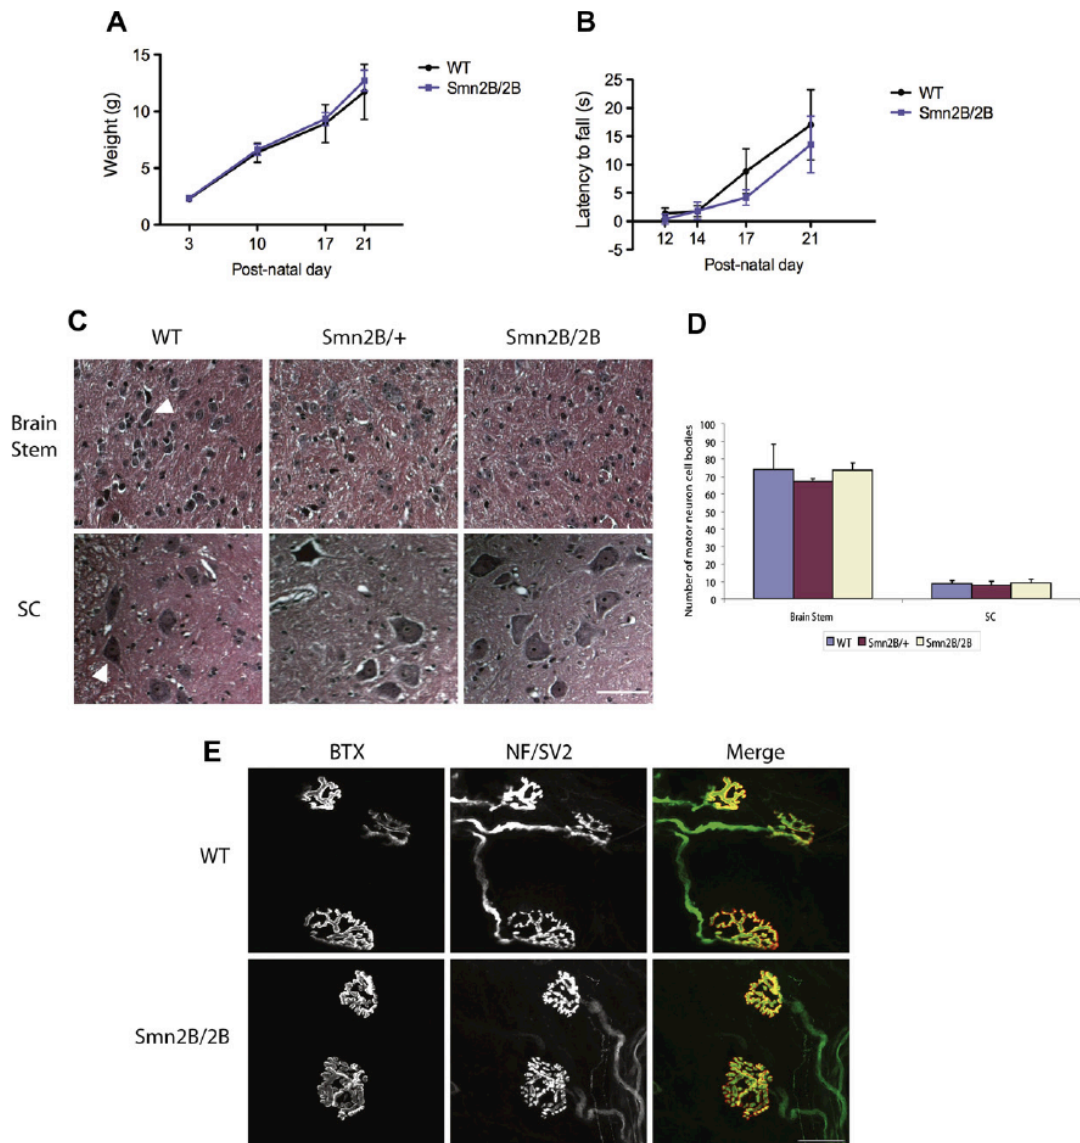 A
Weight (g)
15
10
5
0
3 10 17 21
Post-natal day
WT
Smn2B/2B
B
Latency to fall (s)
25
20
15
10
5
0
-5
12 14 17 21
Post-natal day
WT
Smn2B/2B
C
WT Smn2B/+ Smn2B/2B
Brain
Stem
SC
D
Number of motor neuron cell bodies
100
90
80
70
60
50
40
30
20
10
0
Brain Stem SC
WT Smn2B/+ Smn2B/2B
E
BTX NF/SV2 Merge
WT
Smn2B/2B